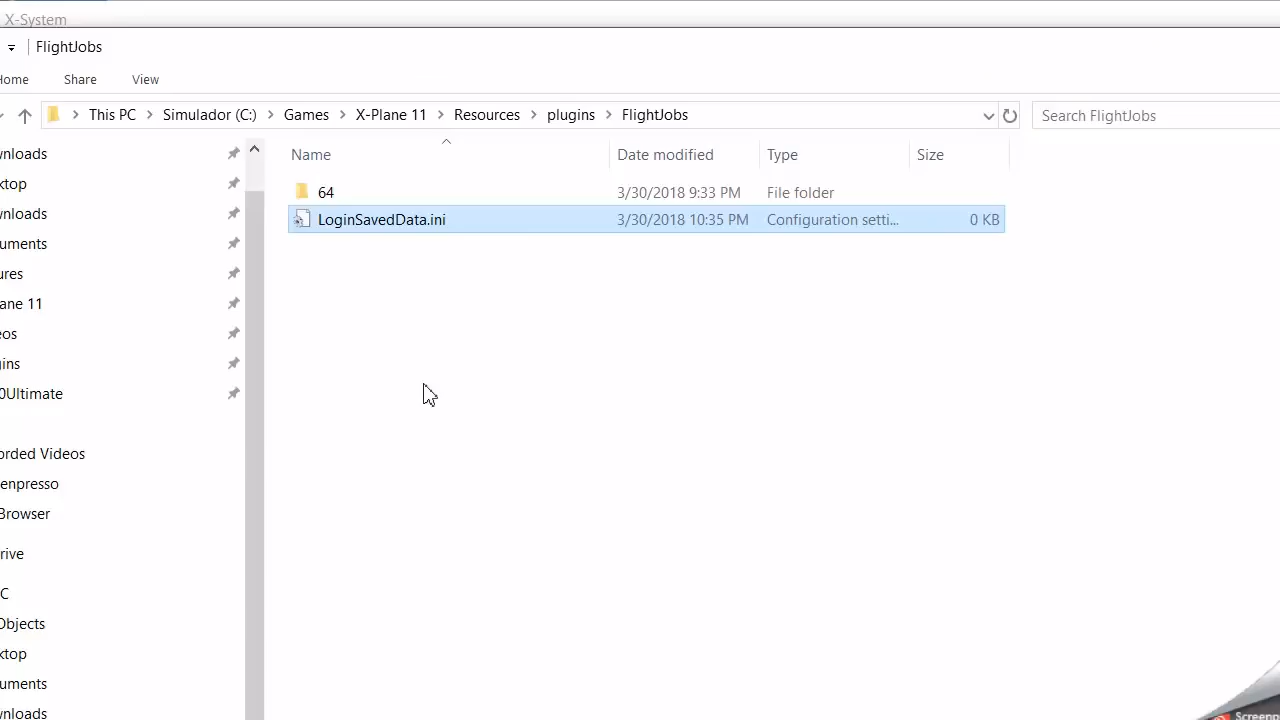 X-System
FlightJobs
Home Share View
This PC Simulador (C:) Games X-Plane 11 Resources plugins FlightJobs
Search FlightJobs
Name Date modified Type Size
64 3/30/2018 9:33 PM File folder
LoginSavedData.ini 3/30/2018 10:35 PM Configuration setti... 0 KB
wnloads
ktop
wnloads
uments
ures
ane 11
eos
gins
0Ultimate
orded Videos
enpresso
Browser
rive
C
Objects
ktop
uments
wnloads
Screenp